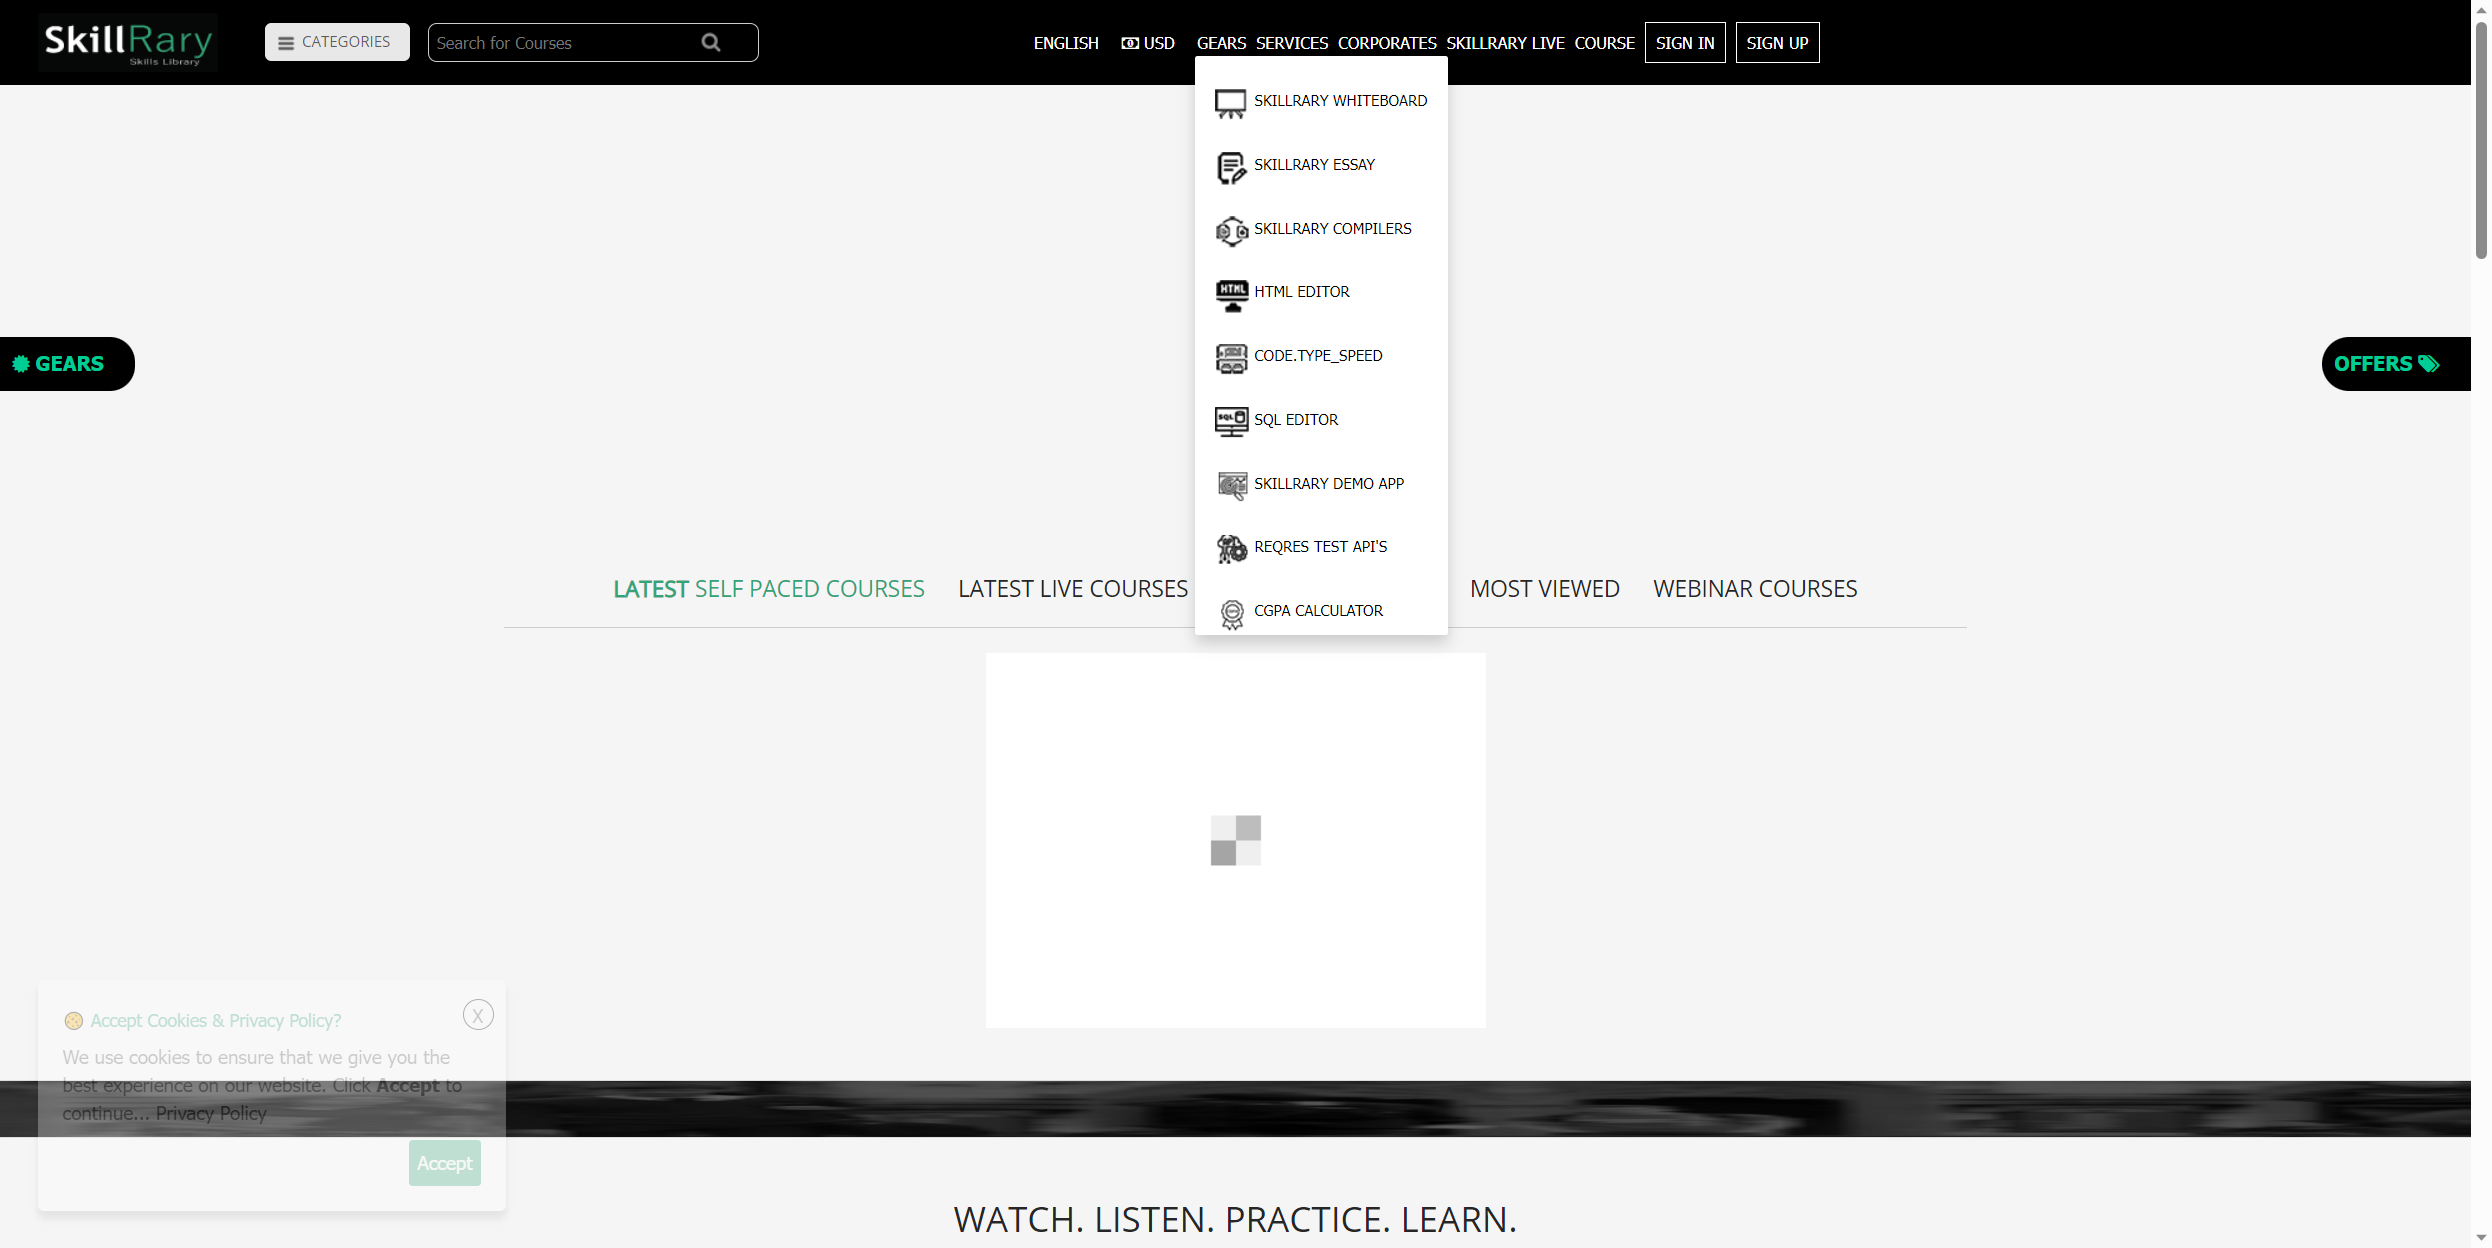 SkillRary
Skills Library
CATEGORIES
Search for Courses
ENGLISH
USD
GEARS
SERVICES
CORPORATES
SKILLRARY LIVE
COURSE
SIGN IN
SIGN UP
SKILLRARY WHITEBOARD
SKILLRARY ESSAY
SKILLRARY COMPILERS
HTML
HTML EDITOR
CODE.TYPE_SPEED
SQL
SQL EDITOR
SKILLRARY DEMO APP
REQRES TEST API'S
CGPA CALCULATOR
GEARS
OFFERS
LATEST SELF PACED COURSES
LATEST LIVE COURSES
MOST VIEWED
WEBINAR COURSES
Accept Cookies & Privacy Policy?
X
We use cookies to ensure that we give you the
best experience on our website. Click Accept to
continue... Privacy Policy
Accept
WATCH. LISTEN. PRACTICE. LEARN.